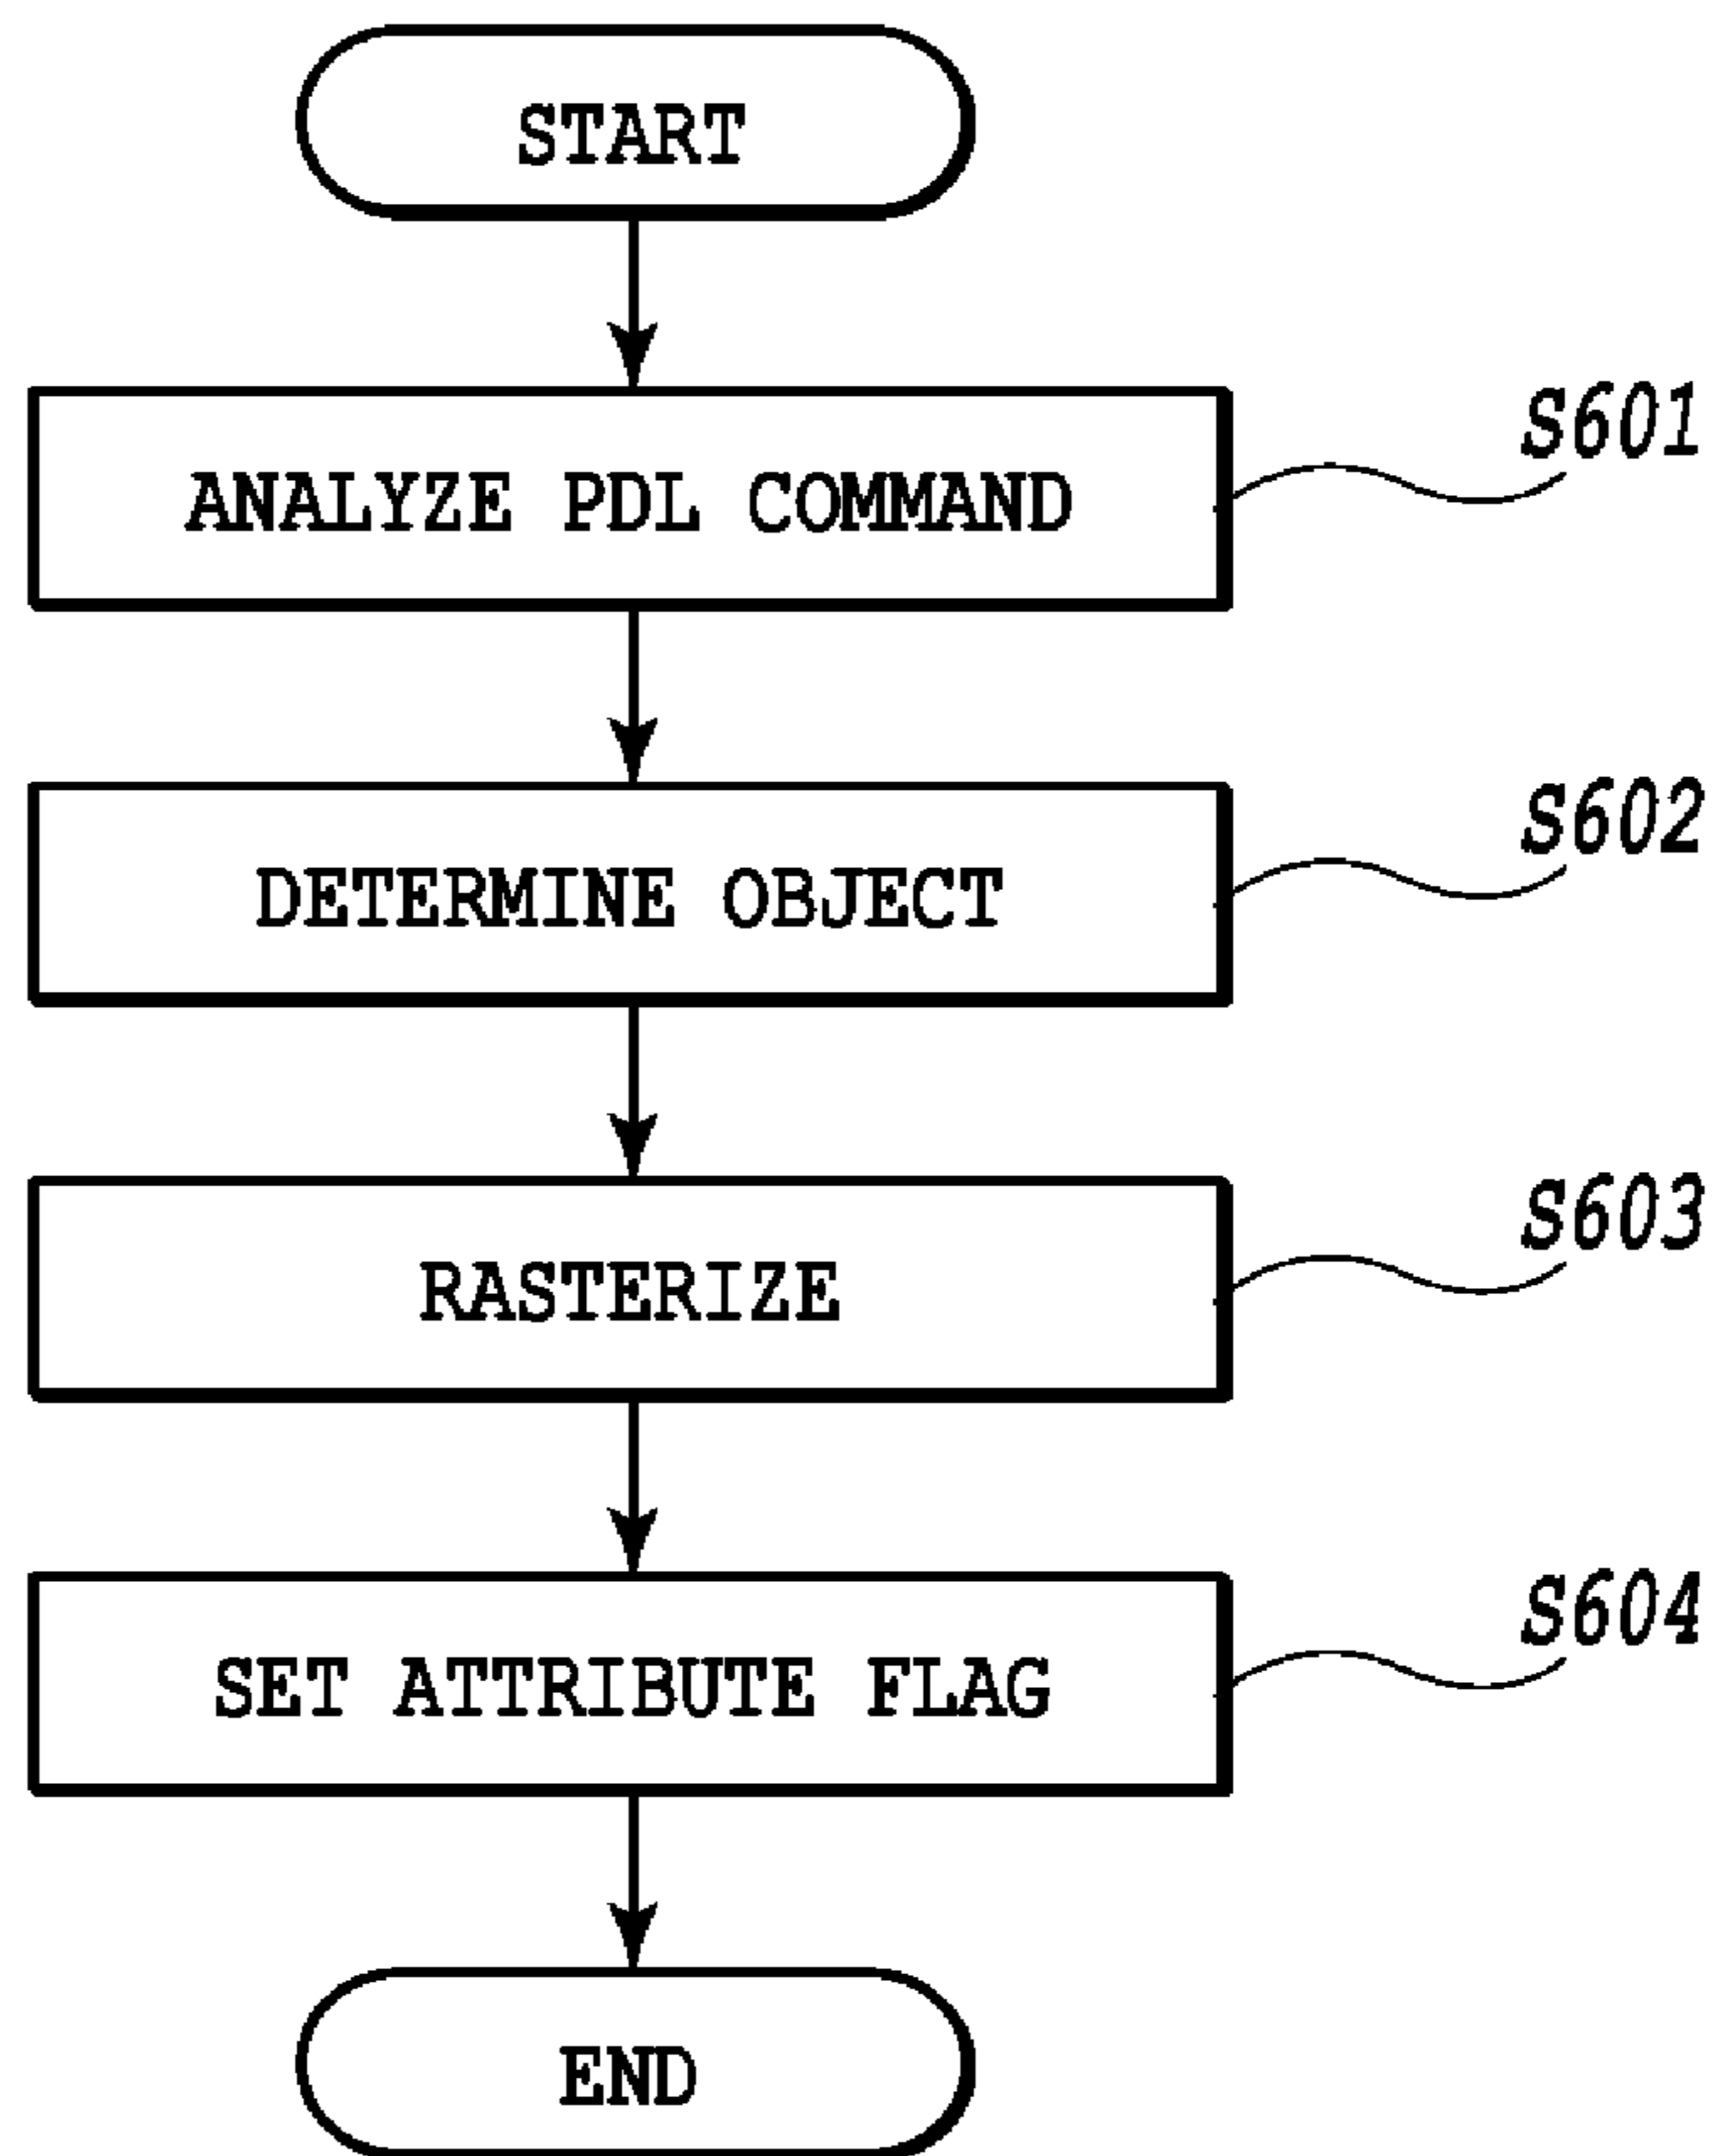 START
ANALYZE PDL COMMAND
S601
DETERMINE OBJECT
S602
RASTERIZE
S603
SET ATTRIBUTE FLAG
S604
END